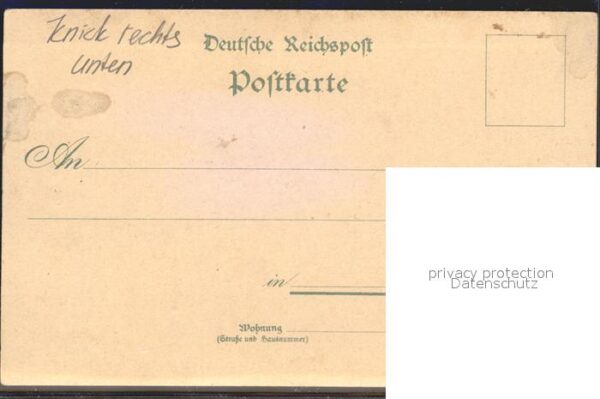 Knick rechts
unten
Deutsche Reichspost
Postkarte
An
in
Wohnung
(Straße und Hausnummer)
privacy protection
Datenschutz